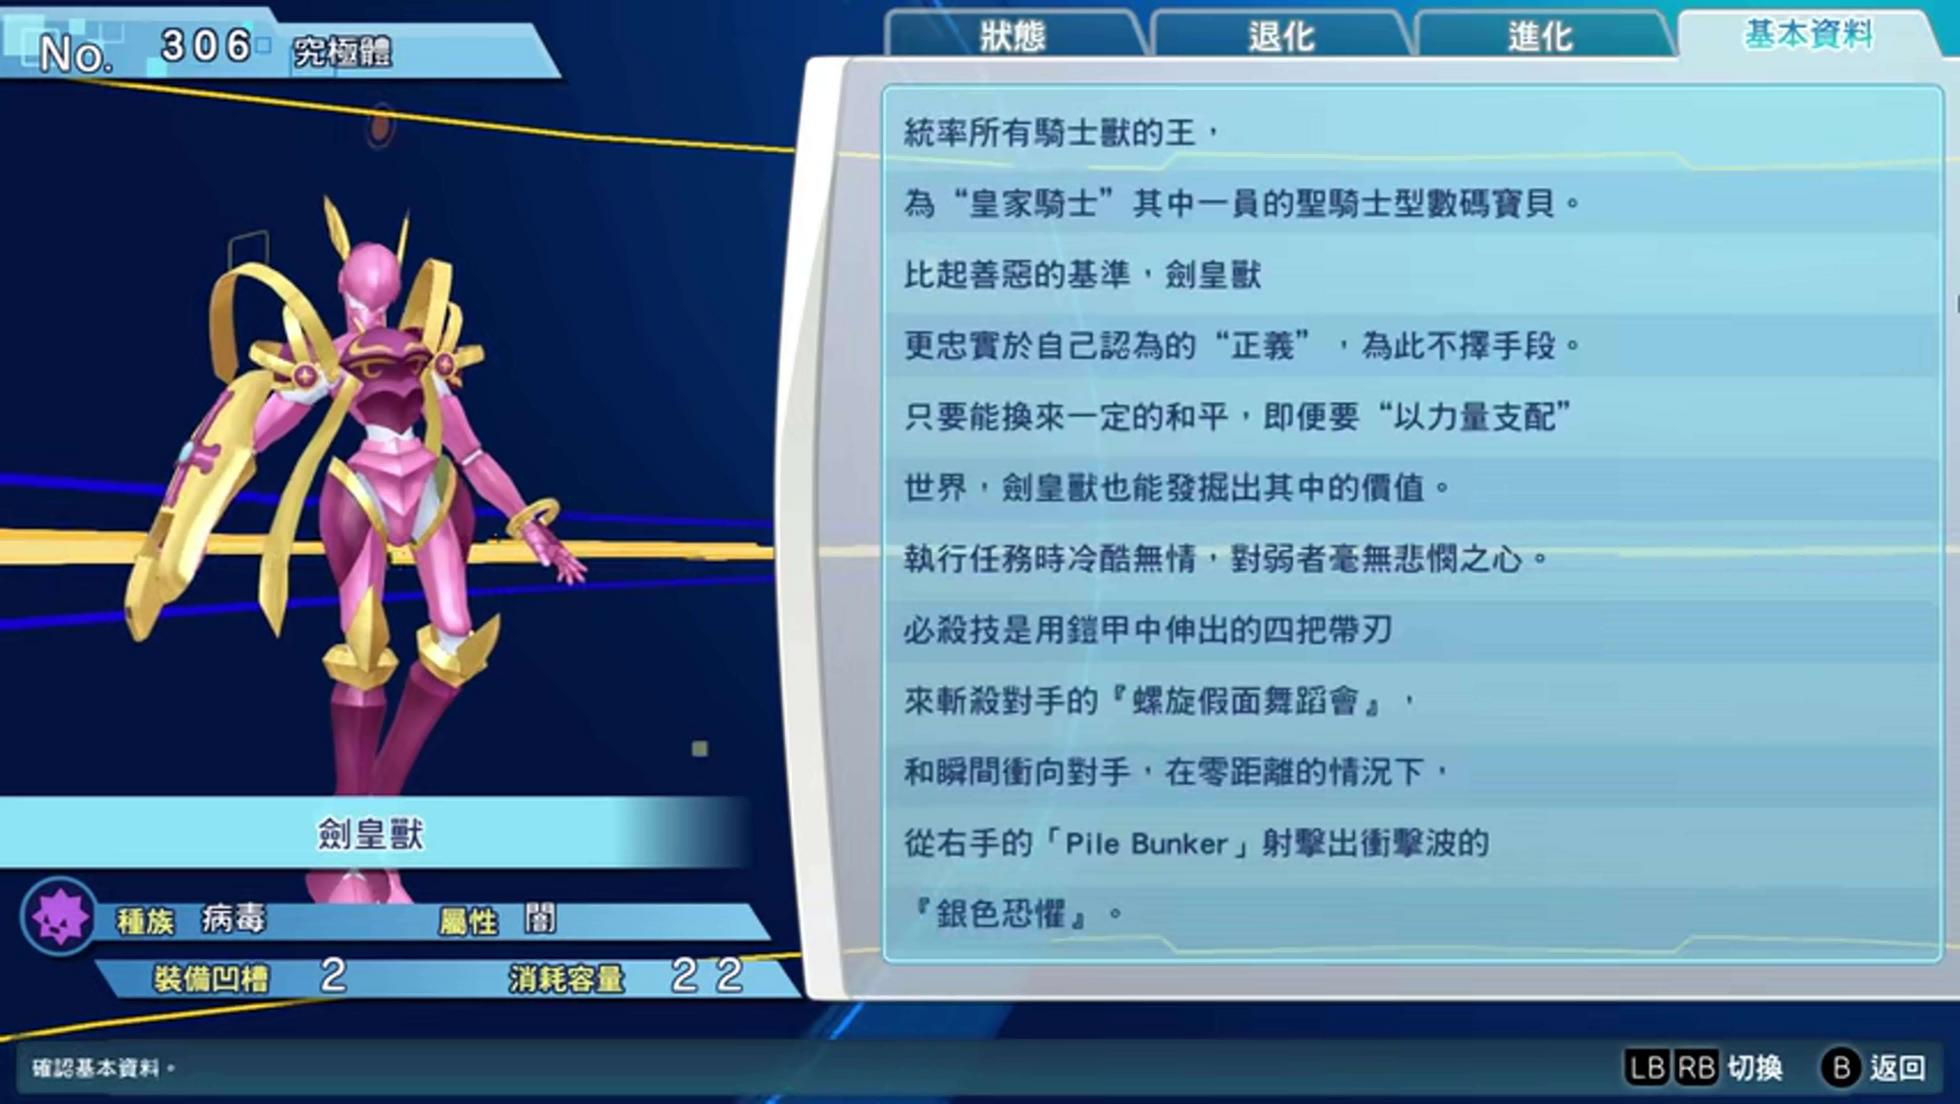 No. 306 究極體
狀態 退化 進化 基本資料
統率所有騎士獸的王，
為“皇家騎士”其中一員的聖騎士型數碼寶貝。
比起善惡的基準，劍皇獸
更忠實於自己認為的“正義”，為此不擇手段。
只要能換來一定的和平，即便要“以力量支配”
世界，劍皇獸也能發掘出其中的價值。
執行任務時冷酷無情，對弱者毫無悲憫之心。
必殺技是用鎧甲中伸出的四把帶刃
來斬殺對手的『螺旋假面舞蹈會』，
和瞬間衝向對手，在零距離的情況下，
從右手的「Pile Bunker」射擊出衝擊波的
『銀色恐懼』。
劍皇獸
種族 病毒 屬性 闇
裝備凹槽 2 消耗容量 22
確認基本資料。
LB RB 切換 B 返回